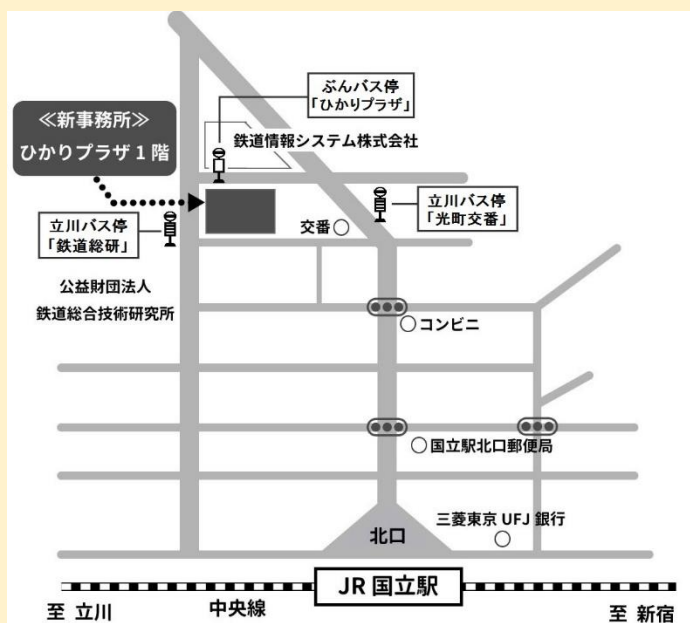 ぶんバス停
「ひかりプラザ」
≪新事務所≫
ひかりプラザ1階
鉄道情報システム株式会社
立川バス停
「光町交番」
立川バス停
「鉄道総研」
交番
公益財団法人
鉄道総合技術研究所
コンビニ
国立駅北口郵便局
三菱東京UFJ銀行
北口
JR国立駅
至 立川
中央線
至 新宿